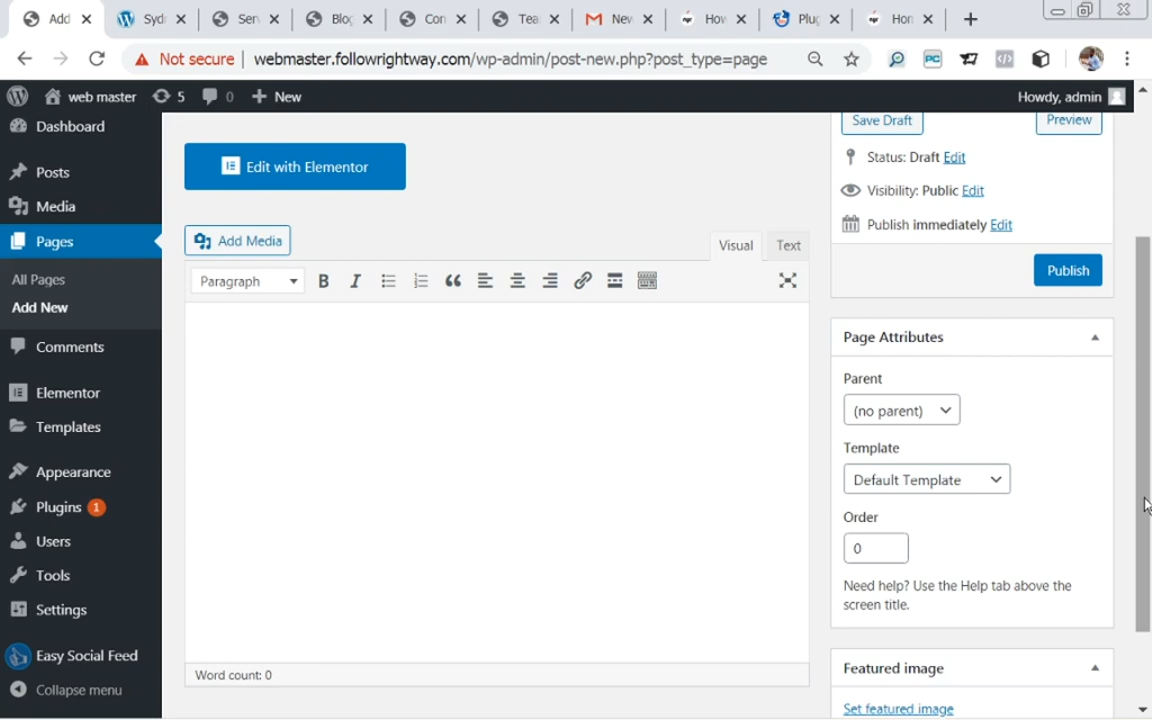 Add
Syd
Ser
Blo
Con
Tea
New
How
Plu
Hor
Not secure
webmaster.followrightway.com/wp-admin/post-new.php?post_type=page
PC
web master
5
0
New
Howdy, admin
Dashboard
Posts
Media
Pages
All Pages
Add New
Comments
Elementor
Templates
Appearance
Plugins 1
Users
Tools
Settings
Easy Social Feed
Collapse menu
Edit with Elementor
Add Media
Visual
Text
Paragraph
B
I
Word count: 0
Save Draft
Preview
Status: Draft Edit
Visibility: Public Edit
Publish immediately Edit
Publish
Page Attributes
Parent
(no parent)
Template
Default Template
Order
0
Need help? Use the Help tab above the
screen title.
Featured image
Set featured image